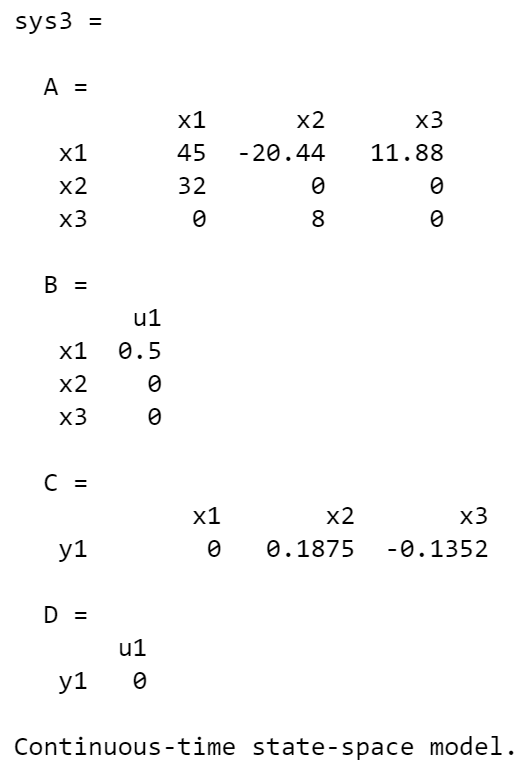 sys3 =
A =
x1 x2 x3
x1 45 -20.44 11.88
x2 32 0 0
x3 0 8 0
B =
u1
x1 0.5
x2 0
x3 0
C =
x1 x2 x3
y1 0 0.1875 -0.1352
D =
u1
y1 0
Continuous-time state-space model.